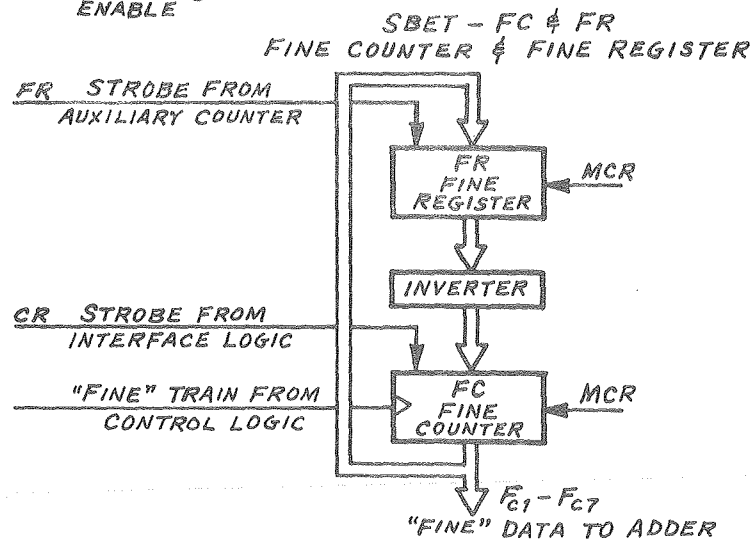 ENABLE
SBET - FC & FR
FINE COUNTER & FINE REGISTER
FR STROBE FROM
AUXILIARY COUNTER
FR
FINE
REGISTER
MCR
INVERTER
CR STROBE FROM
INTERFACE LOGIC
"FINE" TRAIN FROM
CONTROL LOGIC
FC
FINE
COUNTER
MCR
FC1 - FC7
"FINE" DATA TO ADDER